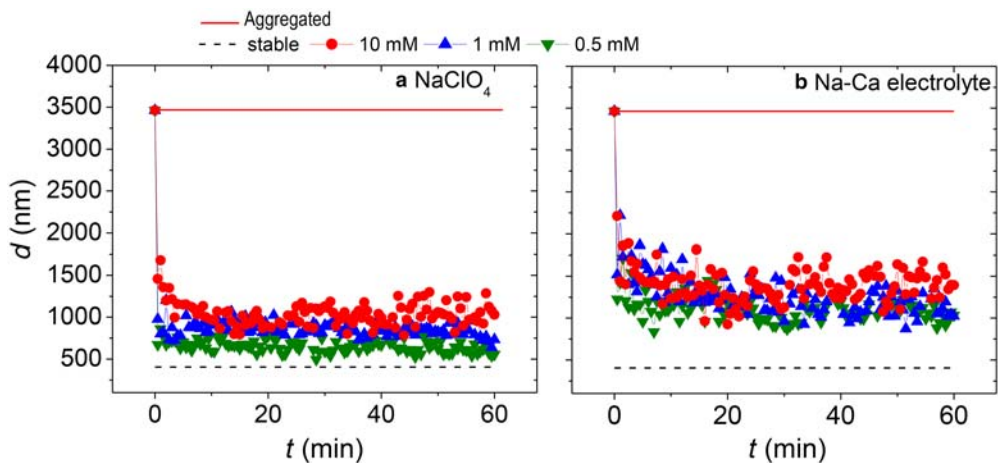 Aggregated
stable 10 mM 1 mM 0.5 mM
4000
3500
3000
2500
2000
1500
1000
500
d (nm)
a NaClO₄
0 20 40 60
t (min)
b Na-Ca electrolyte
0 20 40 60
t (min)